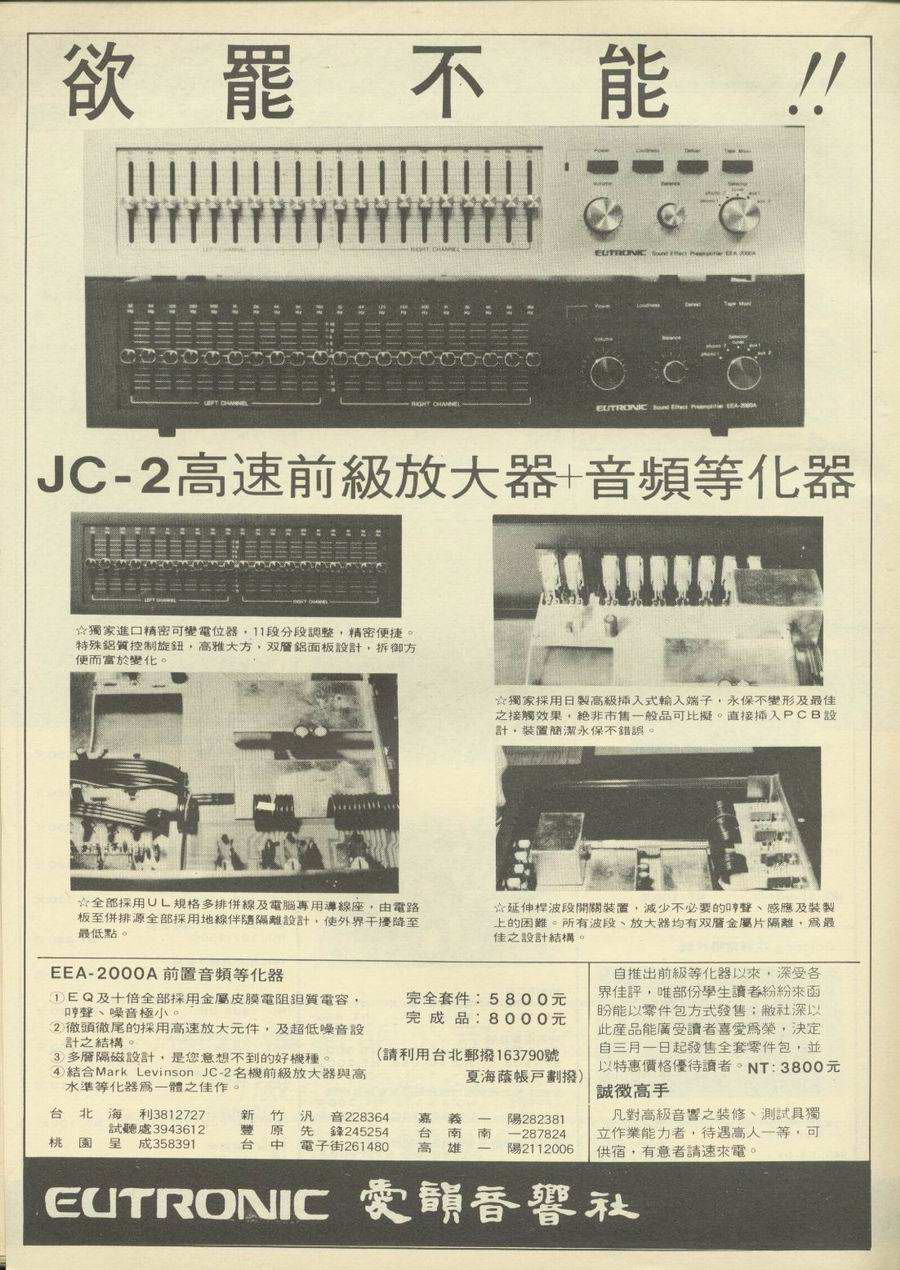 欲罷不能!!
Power Loudness Defeat Tape Moni
Volume Balance Selector
phono 1 phono 2 tuner aux 1 aux 2
LEFT CHANNEL RIGHT CHANNEL
EUTRONIC Sound Effect Preamplifier EEA-2000A
Power Loudness Defeat Tape Moni
Volume Balance Selector
phono 1 phono 2 tuner aux 1 aux 2
LEFT CHANNEL RIGHT CHANNEL
EUTRONIC Sound Effect Preamplifier EEA-2000A
JC-2高速前級放大器+音頻等化器
LEFT CHANNEL RIGHT CHANNEL
☆獨家進口精密可變電位器,11段分段調整,精密便捷。
特殊鋁質控制旋鈕,高雅大方,双層鋁面板設計,拆御方
便而富於變化。
☆獨家採用日製高級挿入式輸入端子,永保不變形及最佳
之接觸效果,絕非市售一般品可比擬。直接挿入PCB設
計,裝置簡潔永保不錯誤。
☆全部採用UL規格多排併線及電腦專用導線座,由電路
板至併排源全部採用地線伴隨隔離設計,使外界干擾降至
最低點。
☆延伸桿波段開關裝置,減少不必要的哼聲、感應及裝製
上的困難。所有波段、放大器均有双層金屬片隔離,爲最
佳之設計結構。
EEA-2000A 前置音頻等化器
①EQ及十倍全部採用金屬皮膜電阻鉭質電容,
哼聲、噪音極小。
②徹頭徹尾的採用高速放大元件,及超低噪音設
計之結構。
③多層隔磁設計,是您意想不到的好機種。
④結合Mark Levinson JC-2名機前級放大器與高
水準等化器爲一體之佳作。
完全套件:5800元
完 成 品:8000元
(請利用台北郵撥163790號
夏海蔭帳戸劃撥)
台 北 海 利3812727
試聽處3943612
桃 園 呈 成358391
新 竹 汎 音228364
豐 原 先 鋒245254
台 中 電子街261480
嘉 義 一 陽282381
台 南 南 一287824
高 雄 一 陽2112006
自推出前級等化器以來,深受各
界佳評,唯部份學生讀者紛紛來函
盼能以零件包方式發售;敝社深以
此産品能廣受讀者喜愛爲榮,決定
自三月一日起發售全套零件包,並
以特惠價格優待讀者。NT:3800元
誠徵高手
凡對高級音響之裝修、測試具獨
立作業能力者,待遇高人一等,可
供宿,有意者請速來電。
EUTRONIC 愛韻音響社